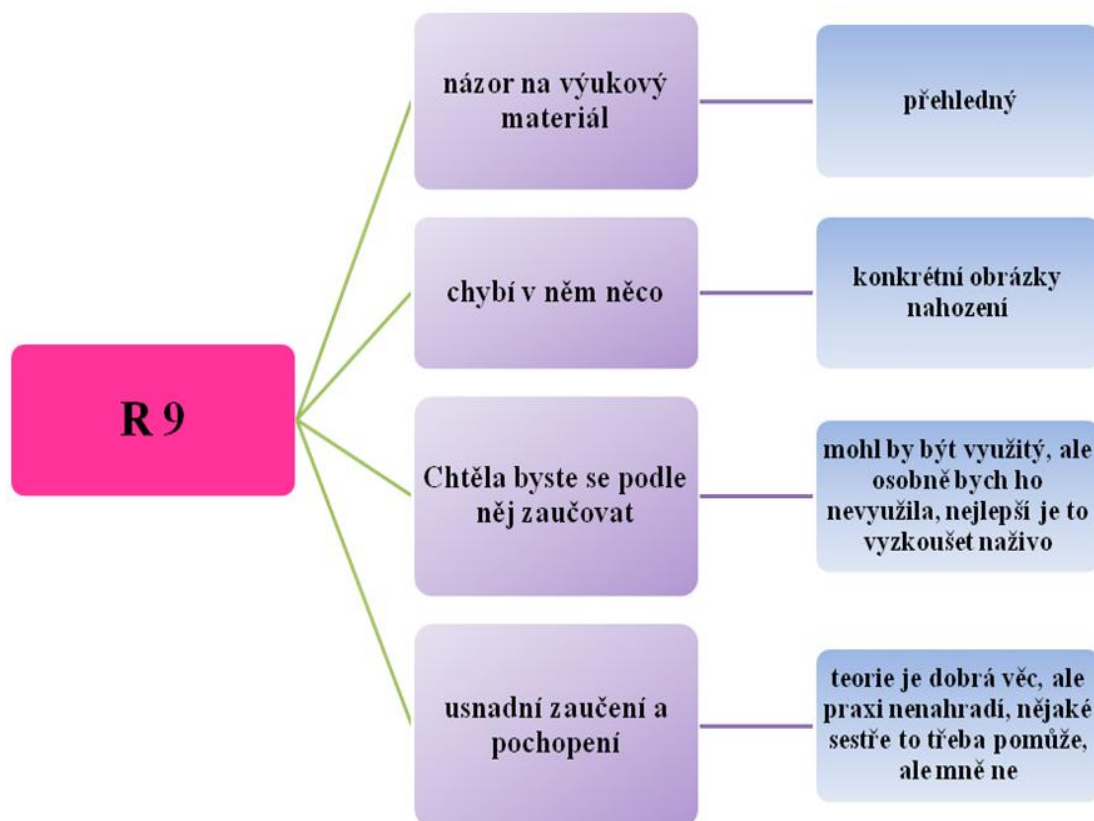 R 9
názor na výukový
materiál
přehledný
chybí v něm něco
konkrétní obrázky
nahození
Chtěla byste se podle
něj zaučovat
mohl by být využitý, ale
osobně bych ho
nevyužila, nejlepší je to
vyzkoušet naživo
usnadní zaučení a
pochopení
teorie je dobrá věc, ale
praxi nenahradí, nějaké
sestře to třeba pomůže,
ale mně ne